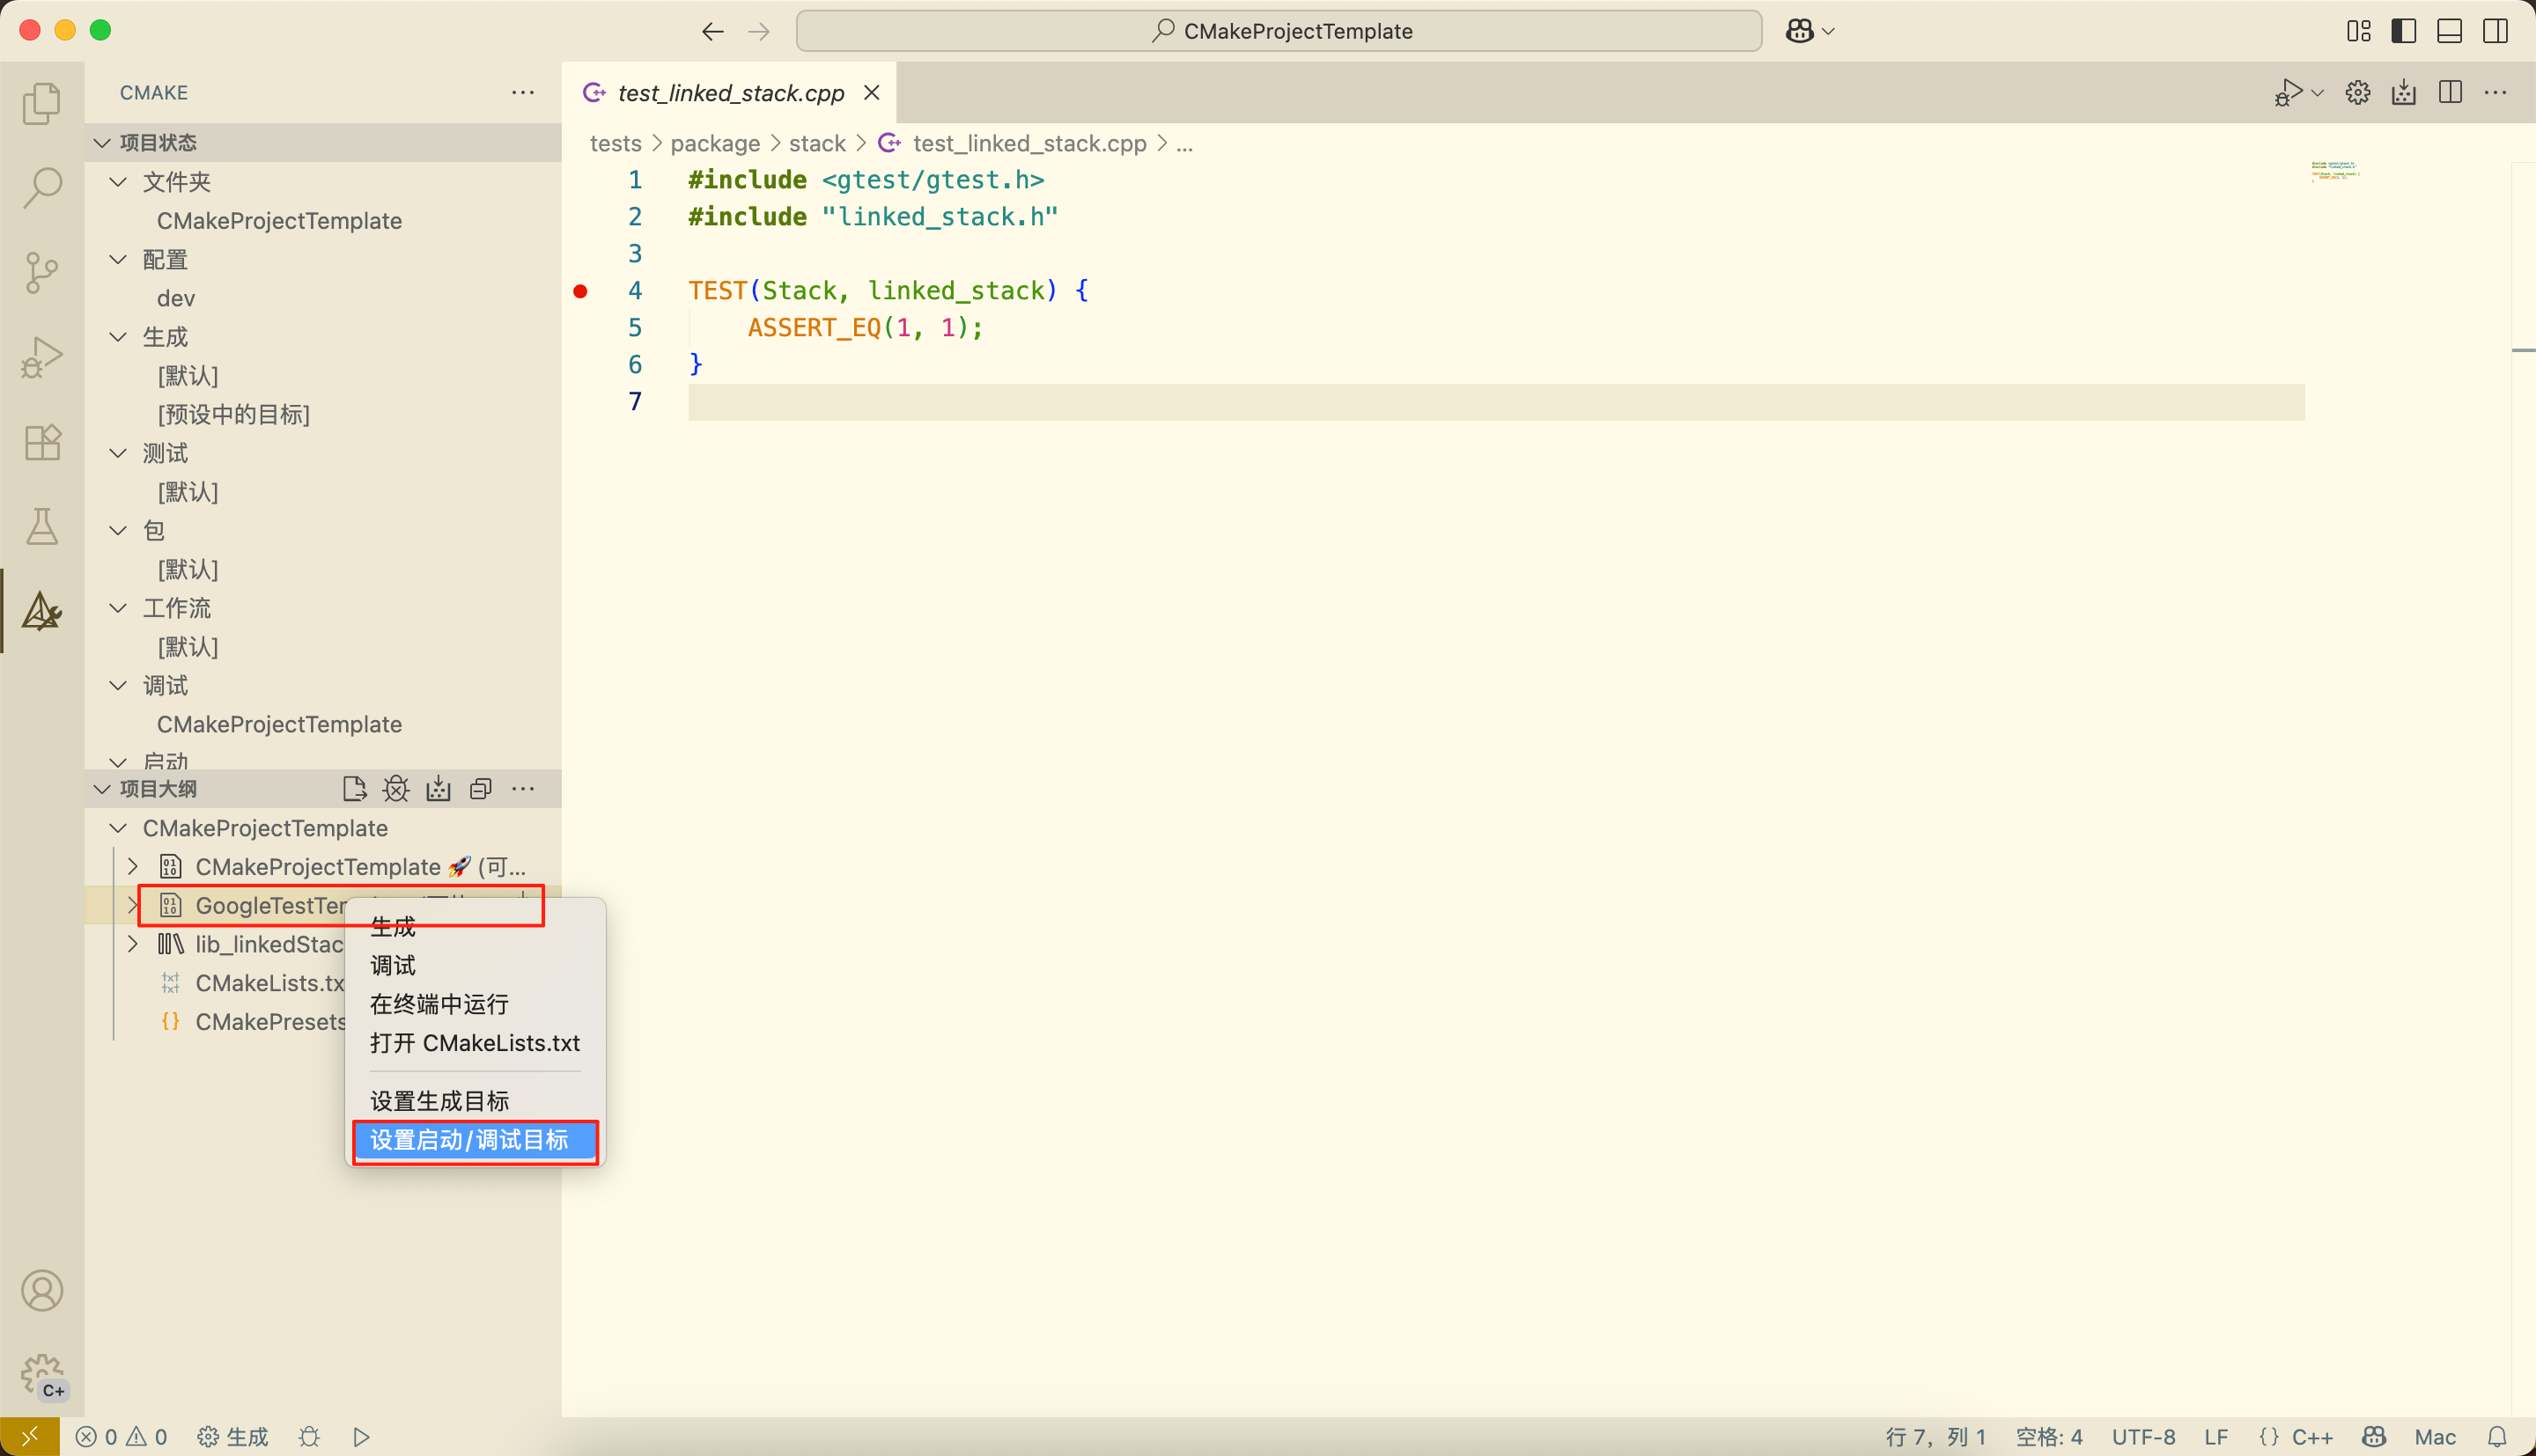 CMakeProjectTemplate
CMAKE
项目状态
文件夹
CMakeProjectTemplate
配置
dev
生成
[默认]
[预设中的目标]
测试
[默认]
包
[默认]
工作流
[默认]
调试
CMakeProjectTemplate
启动
项目大纲
CMakeProjectTemplate
CMakeProjectTemplate 🚀 (可...
GoogleTestTem
lib_linkedStac
CMakeLists.tx
CMakePresets
生成
调试
在终端中运行
打开 CMakeLists.txt
设置生成目标
设置启动/调试目标
test_linked_stack.cpp
tests > package > stack > test_linked_stack.cpp > ...
1 #include <gtest/gtest.h>
2 #include "linked_stack.h"
3
4 TEST(Stack, linked_stack) {
5 ASSERT_EQ(1, 1);
6 }
7
C+
0 0 生成
行 7，列 1 空格: 4 UTF-8 LF {} C++ Mac